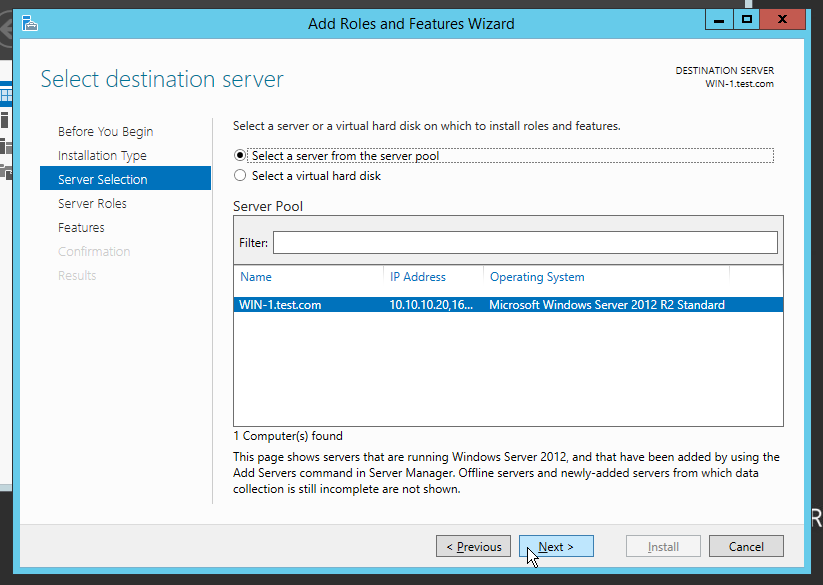 Add Roles and Features Wizard
Select destination server
DESTINATION SERVER
WIN-1.test.com
Before You Begin
Installation Type
Server Selection
Server Roles
Features
Confirmation
Results
Select a server or a virtual hard disk on which to install roles and features.
Select a server from the server pool
Select a virtual hard disk
Server Pool
Filter:
Name IP Address Operating System
WIN-1.test.com 10.10.10.20,16... Microsoft Windows Server 2012 R2 Standard
1 Computer(s) found
This page shows servers that are running Windows Server 2012, and that have been added by using the
Add Servers command in Server Manager. Offline servers and newly-added servers from which data
collection is still incomplete are not shown.
< Previous Next > Install Cancel
R